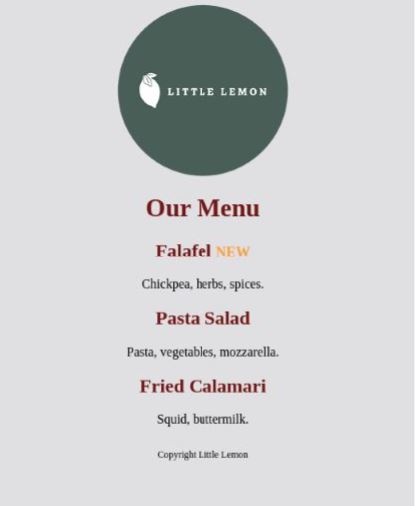 LITTLE LEMON
Our Menu
Falafel NEW
Chickpea, herbs, spices.
Pasta Salad
Pasta, vegetables, mozzarella.
Fried Calamari
Squid, buttermilk.
Copyright Little Lemon